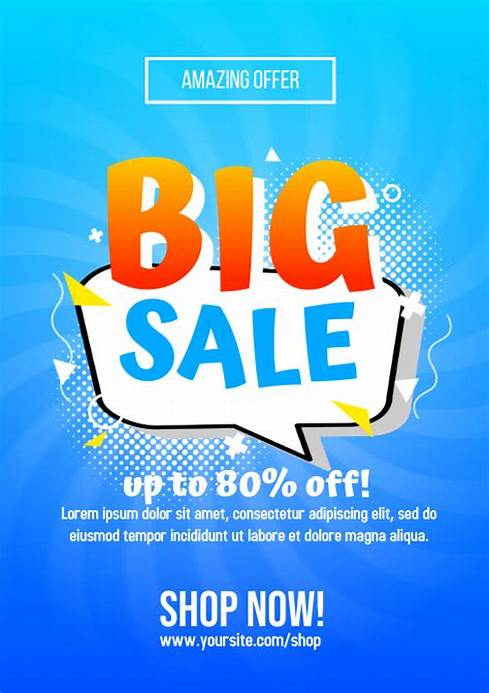 AMAZING OFFER
BIG
SALE
up to 80% off!
Lorem ipsum dolor sit amet, consectetur adipiscing elit, sed do
eiusmod tempor incididunt ut labore et dolore magna aliqua.
SHOP NOW!
www.yoursite.com/shop